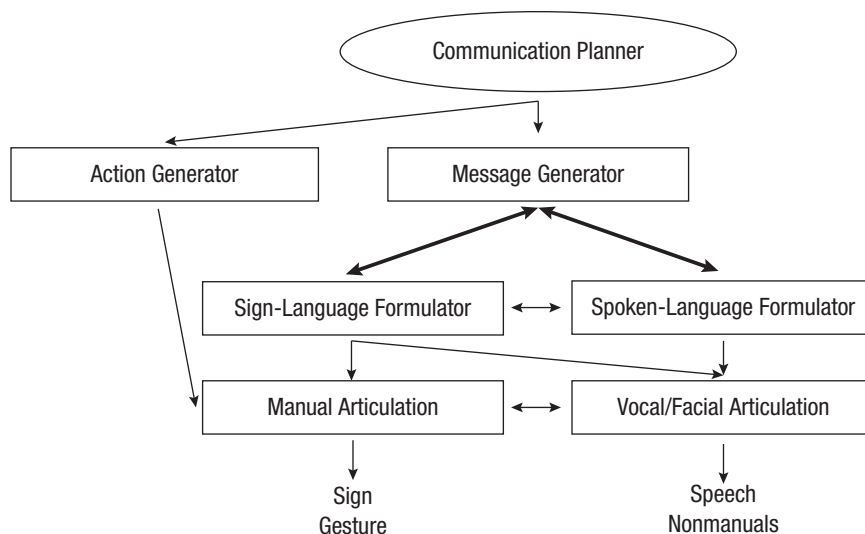 Communication Planner
Action Generator
Message Generator
Sign-Language Formulator
Spoken-Language Formulator
Manual Articulation
Vocal/Facial Articulation
Sign
Gesture
Speech
Nonmanuals